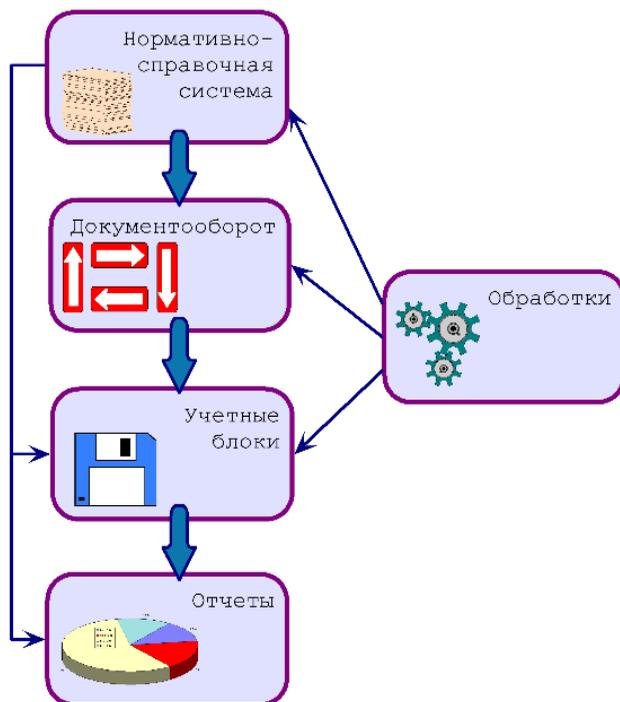 Нормативно-
справочная
система
Документооборот
Обработки
Учетные
блоки
Отчеты